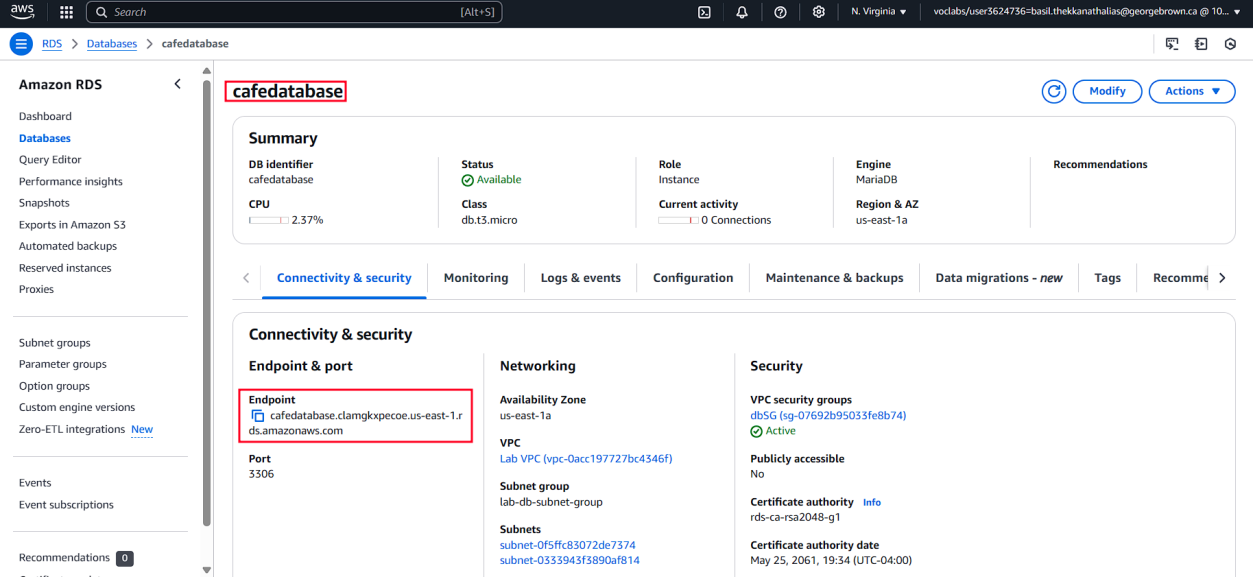 aws
Search [Alt+S]
N. Virginia ▼
voclabs/user3624736=basil.thekkanathalias@georgebrown.ca @ 10... ▼
RDS > Databases > cafedatabase
Amazon RDS
Dashboard
Databases
Query Editor
Performance insights
Snapshots
Exports in Amazon S3
Automated backups
Reserved instances
Proxies
Subnet groups
Parameter groups
Option groups
Custom engine versions
Zero-ETL integrations New
Events
Event subscriptions
Recommendations 0
cafedatabase
Modify
Actions ▼
Summary
DB identifier
cafedatabase
CPU
2.37%
Status
Available
Class
db.t3.micro
Role
Instance
Current activity
0 Connections
Engine
MariaDB
Region & AZ
us-east-1a
Recommendations
Connectivity & security
Monitoring
Logs & events
Configuration
Maintenance & backups
Data migrations - new
Tags
Recomme
Connectivity & security
Endpoint & port
Endpoint
cafedatabase.clamgkxpecoe.us-east-1.r
ds.amazonaws.com
Port
3306
Networking
Availability Zone
us-east-1a
VPC
Lab VPC (vpc-0acc197727bc4346f)
Subnet group
lab-db-subnet-group
Subnets
subnet-0f5ffc83072de7374
subnet-0333943f3890af814
Security
VPC security groups
dbSG (sg-07692b95033fe8b74)
Active
Publicly accessible
No
Certificate authority Info
rds-ca-rsa2048-g1
Certificate authority date
May 25, 2061, 19:34 (UTC-04:00)